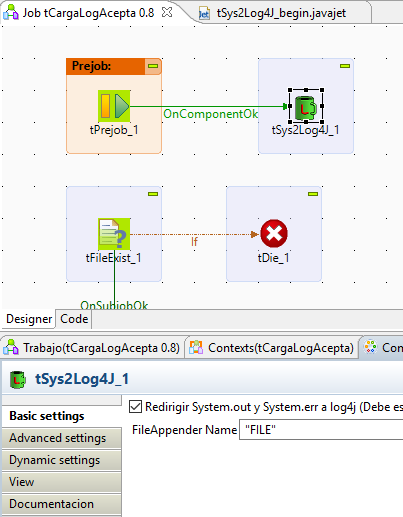 Job tCargaLogAcepta 0.8
tSys2Log4J_begin.javajet
Prejob:
tPrejob_1
OnComponentOk
tSys2Log4J_1
tFileExist_1
If
tDie_1
OnSubjobOk
Designer Code
Trabajo(tCargaLogAcepta 0.8) Contexts(tCargaLogAcepta) Con
tSys2Log4J_1
Basic settings
Advanced settings
Dynamic settings
View
Documentacion
Redirigir System.out y System.err a log4j (Debe es
FileAppender Name "FILE"